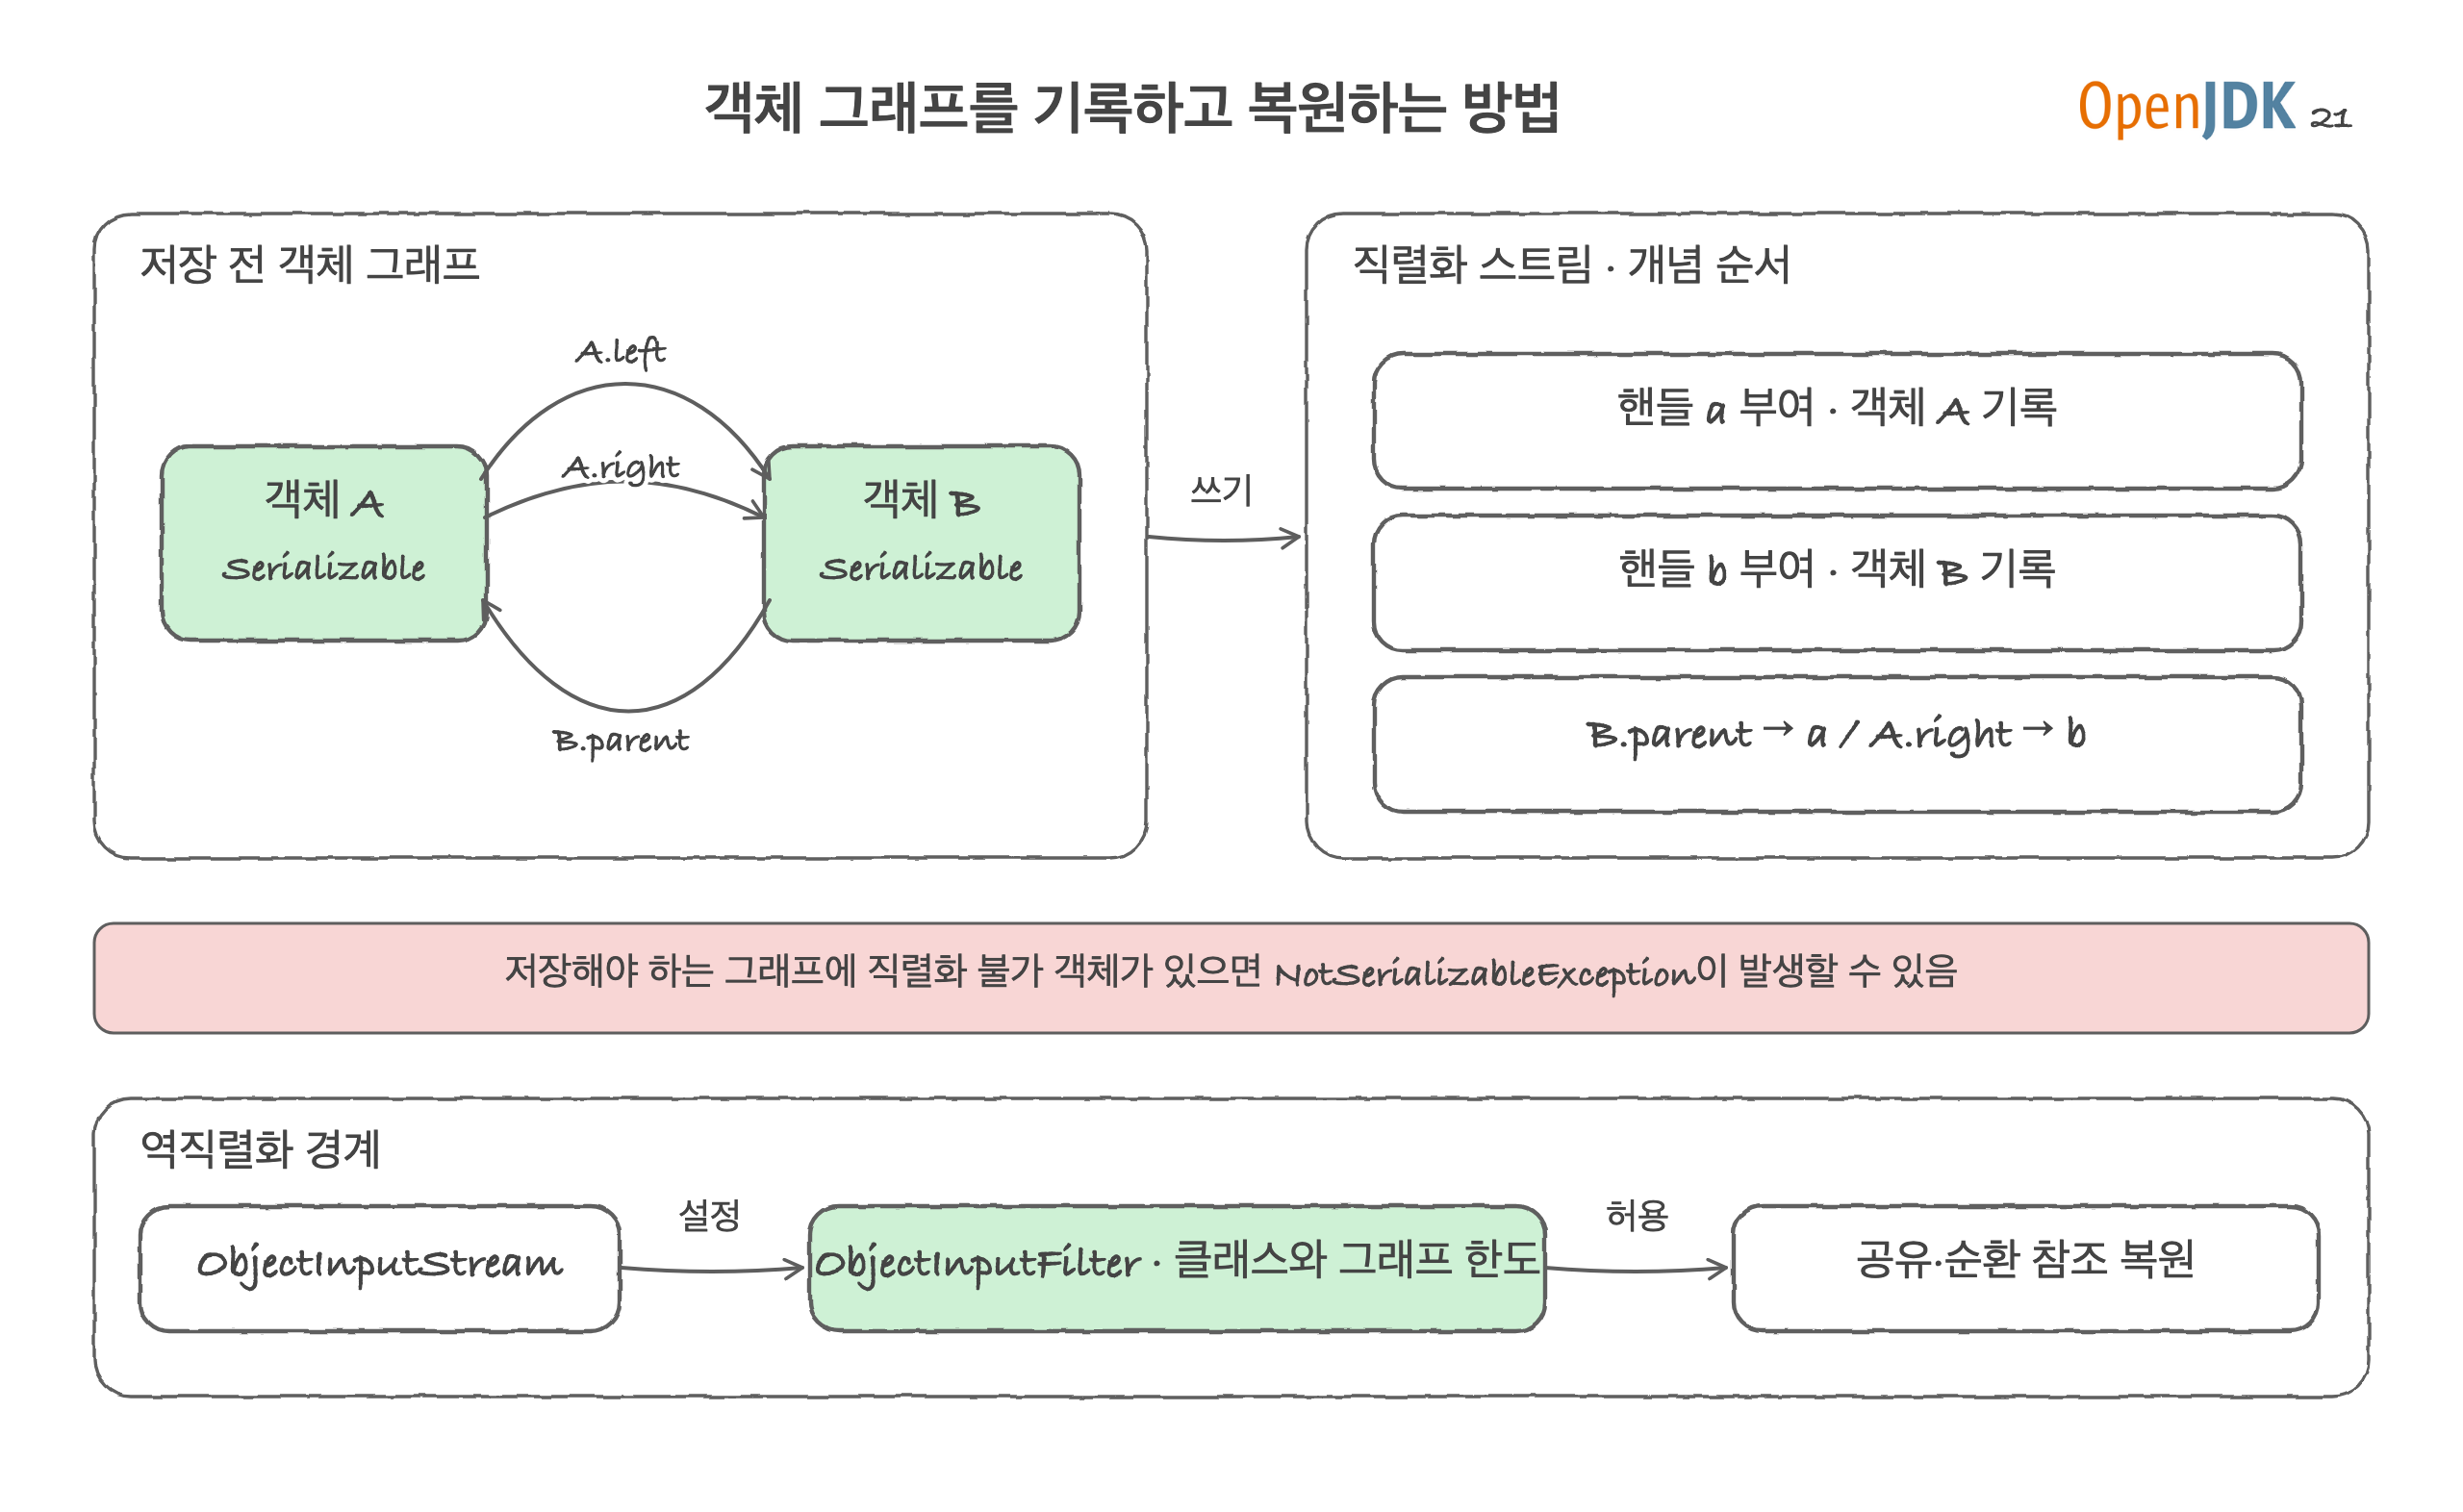 객체 그래프를 기록하고 복원하는 방법
OpenJDK 21
저장 전 객체 그래프
A.left
A.right
객체 A
Serializable
객체 B
Serializable
B.parent
쓰기
직렬화 스트림 · 개념 순서
핸들 a 부여 · 객체 A 기록
핸들 b 부여 · 객체 B 기록
B.parent → a / A.right → b
저장해야 하는 그래프에 직렬화 불가 객체가 있으면 NotSerializableException이 발생할 수 있음
역직렬화 경계
ObjectInputStream
설정
ObjectInputFilter · 클래스와 그래프 한도
허용
공유·순환 참조 복원